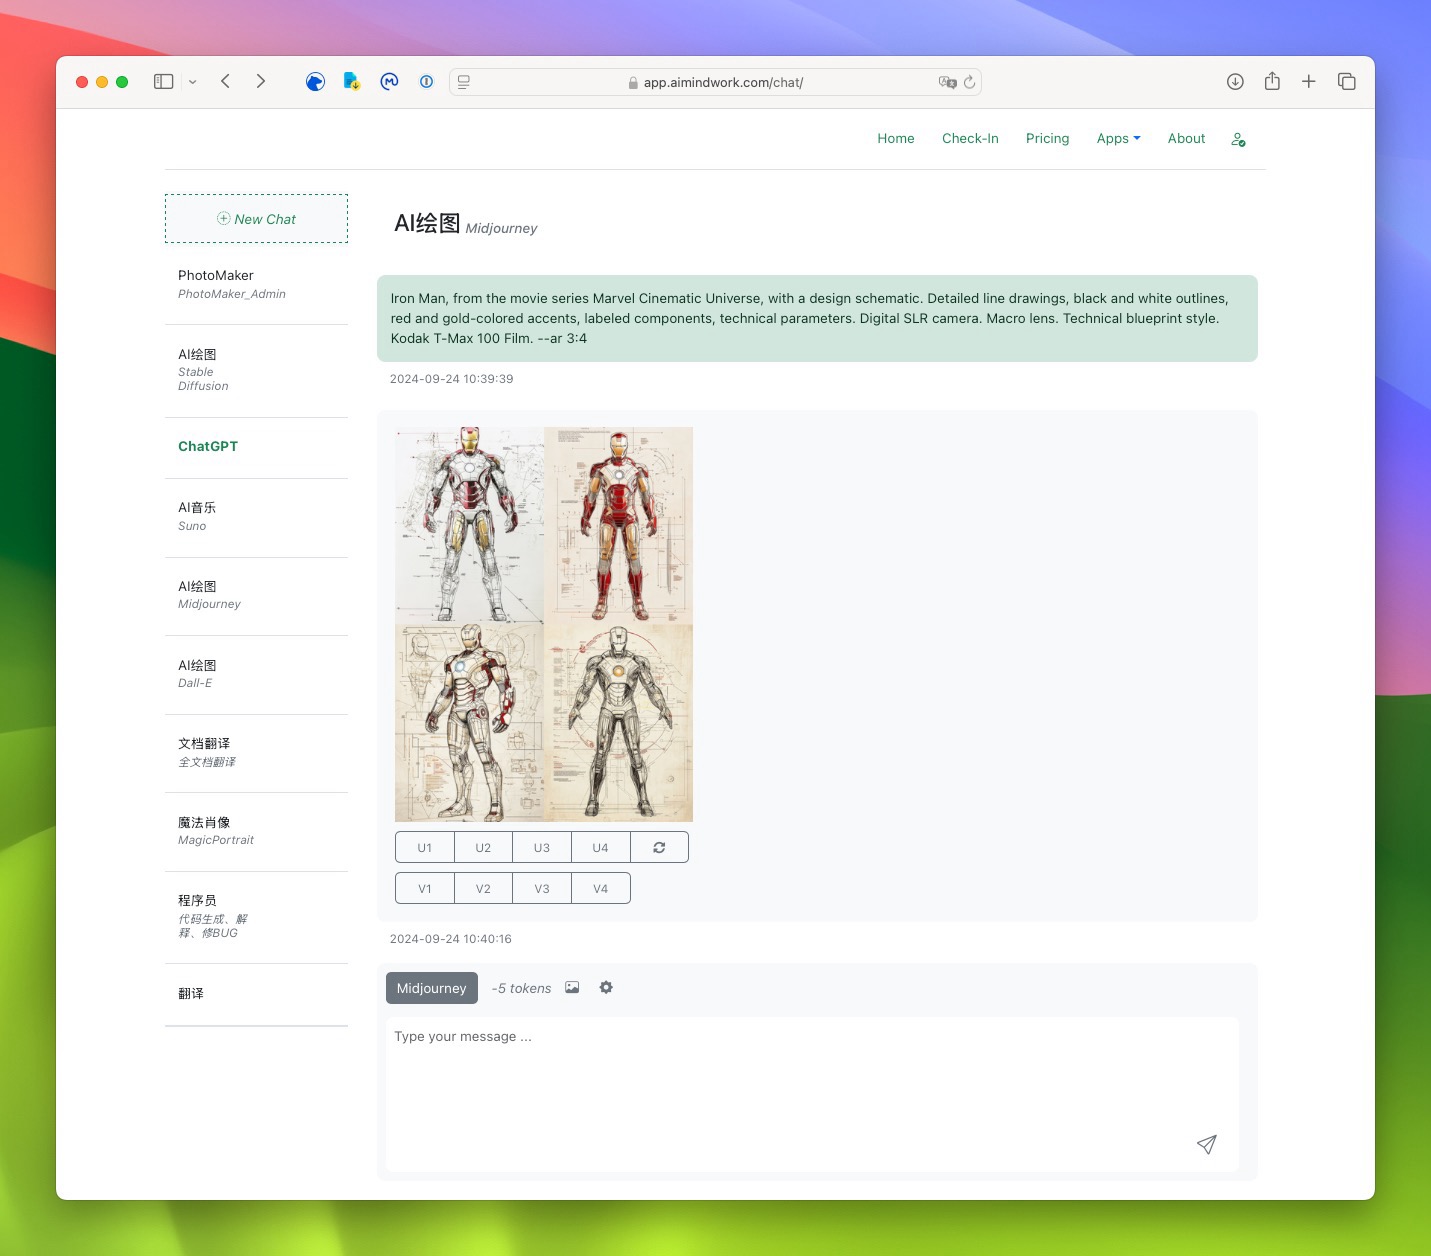 app.aimindwork.com/chat/
Home
Check-In
Pricing
Apps
About
New Chat
PhotoMaker
PhotoMaker_Admin
AI绘图
Stable
Diffusion
ChatGPT
AI音乐
Suno
AI绘图
Midjourney
AI绘图
Dall-E
文档翻译
全文档翻译
魔法肖像
MagicPortrait
程序员
代码生成、解
释、修BUG
翻译
AI绘图 Midjourney
Iron Man, from the movie series Marvel Cinematic Universe, with a design schematic. Detailed line drawings, black and white outlines,
red and gold-colored accents, labeled components, technical parameters. Digital SLR camera. Macro lens. Technical blueprint style.
Kodak T-Max 100 Film. --ar 3:4
2024-09-24 10:39:39
U1
U2
U3
U4
V1
V2
V3
V4
2024-09-24 10:40:16
Midjourney
-5 tokens
Type your message ...